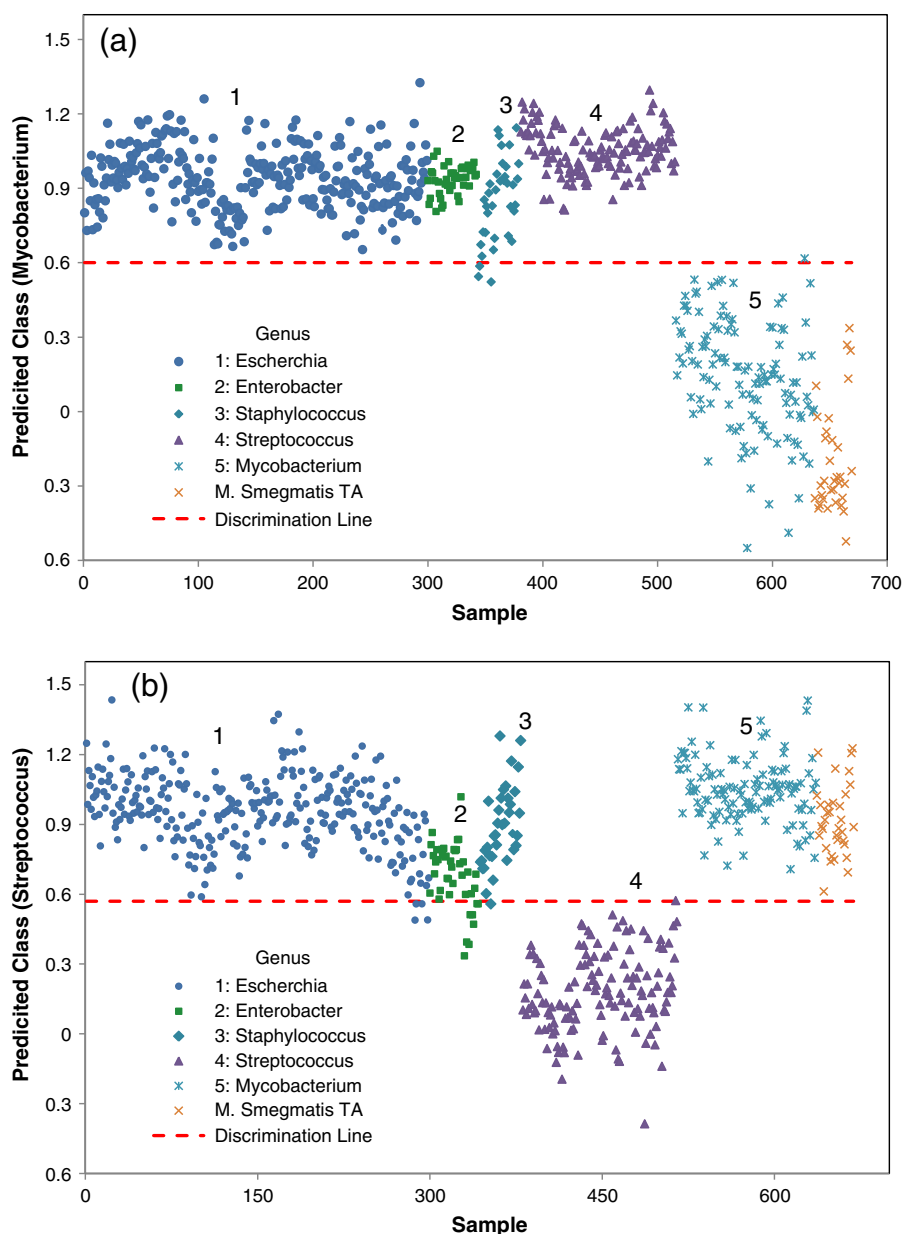 (a)
Predicited Class (Mycobacterium)
1.5
1.2
0.9
0.6
0.3
0
0.3
0.6
1
2
3
4
5
Genus
1: Escherchia
2: Enterobacter
3: Staphylococcus
4: Streptococcus
5: Mycobacterium
M. Smegmatis TA
Discrimination Line
0 100 200 300 400 500 600 700
Sample
(b)
Predicited Class (Streptococcus)
1.5
1.2
0.9
0.6
0.3
0
0.3
0.6
1
2
3
4
5
Genus
1: Escherchia
2: Enterobacter
3: Staphylococcus
4: Streptococcus
5: Mycobacterium
M. Smegmatis TA
Discrimination Line
0 150 300 450 600
Sample